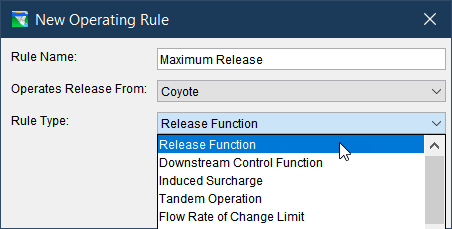 New Operating Rule
Rule Name: Maximum Release
Operates Release From: Coyote
Rule Type: Release Function
Release Function
Downstream Control Function
Induced Surcharge
Tandem Operation
Flow Rate of Change Limit